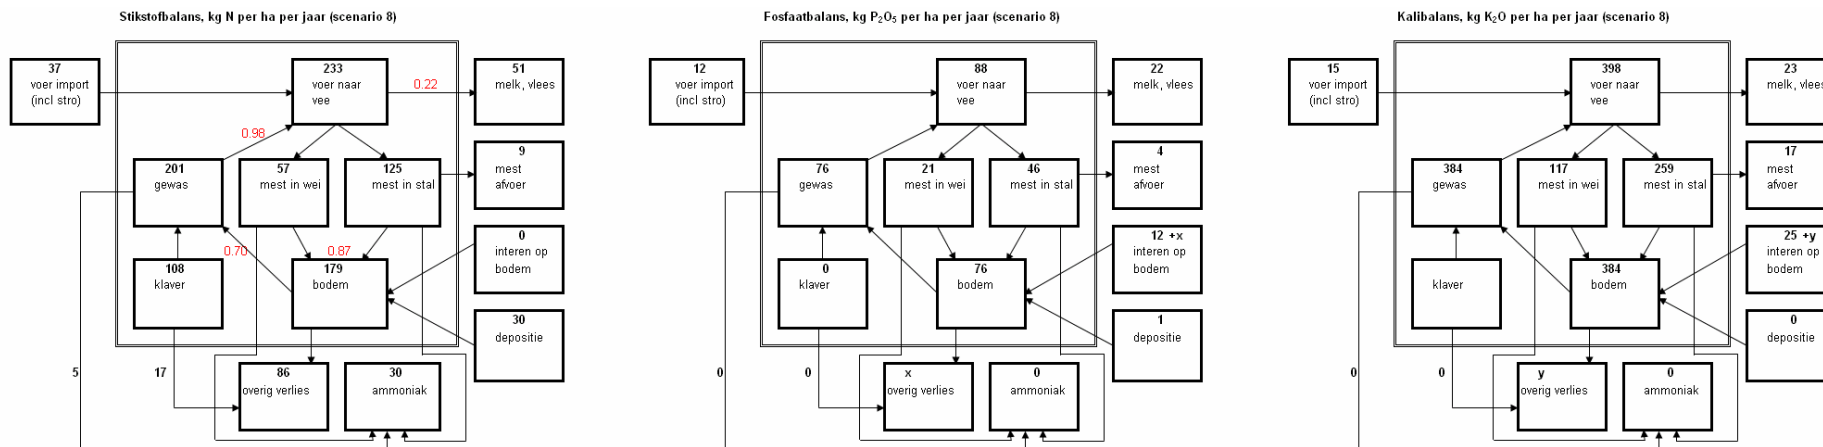 Stikstofbalans, kg N per ha per jaar (scenario 8)
37
voer import
(incl stro)
233
voer naar
vee
0.22
51
melk, vlees
0.98
201
gewas
57
mest in wei
125
mest in stal
9
mest
afvoer
0.70
0.87
0
interen op
bodem
108
klaver
179
bodem
30
depositie
5
17
86
overig verlies
30
ammoniak
Fosfaatbalans, kg P₂O₅ per ha per jaar (scenario 8)
12
voer import
(incl stro)
88
voer naar
vee
22
melk, vlees
76
gewas
21
mest in wei
46
mest in stal
4
mest
afvoer
12 +x
interen op
bodem
0
klaver
76
bodem
1
depositie
0
0
x
overig verlies
0
ammoniak
Kalibalans, kg K₂O per ha per jaar (scenario 8)
15
voer import
(incl stro)
398
voer naar
vee
23
melk, vlees
384
gewas
117
mest in wei
259
mest in stal
17
mest
afvoer
25 +y
interen op
bodem
klaver
384
bodem
0
depositie
0
0
y
overig verlies
0
ammoniak